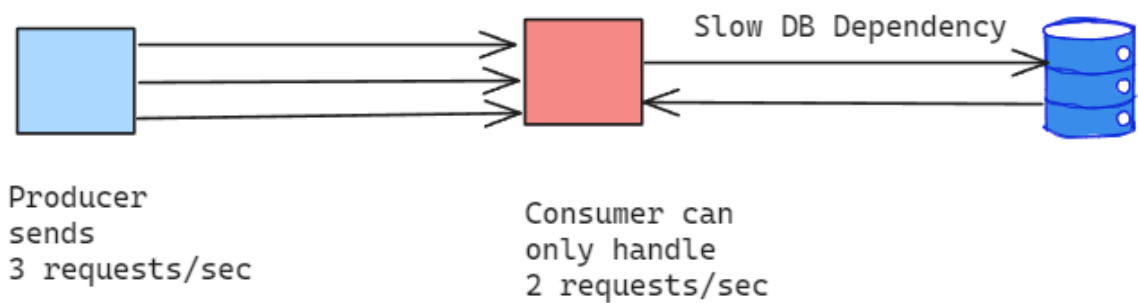 Slow DB Dependency
Producer
sends
3 requests/sec
Consumer can
only handle
2 requests/sec